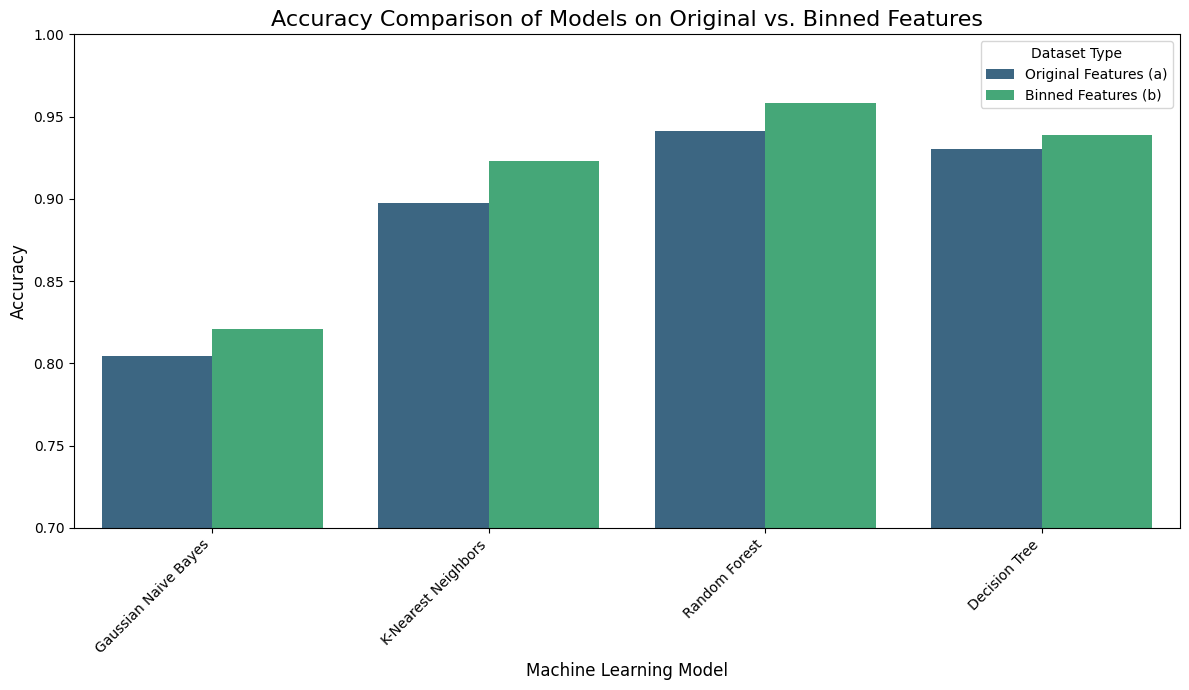 Accuracy Comparison of Models on Original vs. Binned Features
Dataset Type
Original Features (a)
Binned Features (b)
Accuracy
1.00
0.95
0.90
0.85
0.80
0.75
0.70
Gaussian Naive Bayes
K-Nearest Neighbors
Random Forest
Decision Tree
Machine Learning Model